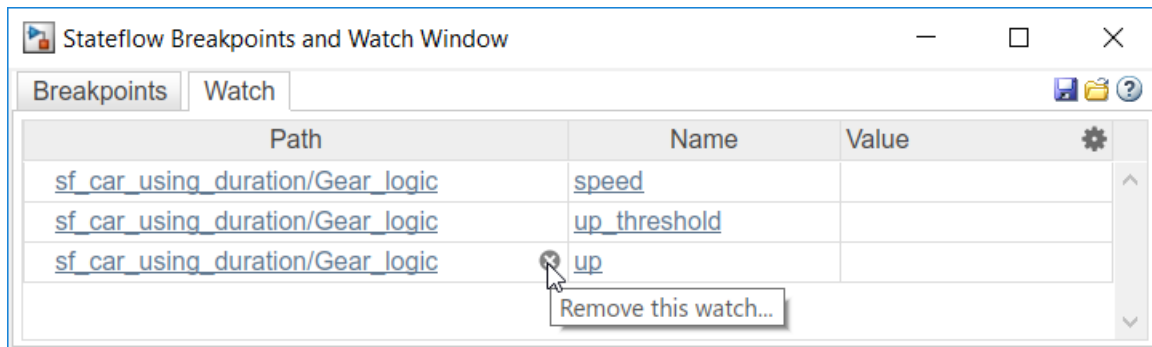 Stateflow Breakpoints and Watch Window
Breakpoints Watch
Path Name Value
sf_car_using_duration/Gear_logic speed
sf_car_using_duration/Gear_logic up_threshold
sf_car_using_duration/Gear_logic up
Remove this watch...